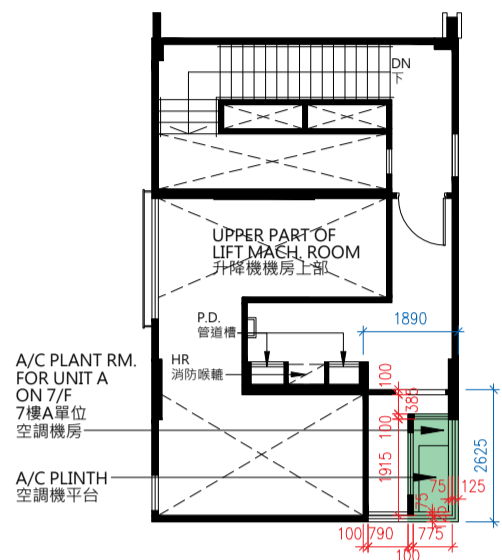 DN
下
UPPER PART OF
LIFT MACH. ROOM
升降機機房上部
P.D.
管道槽
1890
HR
消防喉轆
A/C PLANT RM.
FOR UNIT A
ON 7/F
7樓A單位
空調機房
100
385
100
1915
2625
A/C PLINTH
空調機平台
75
125
75
100
790
775
100